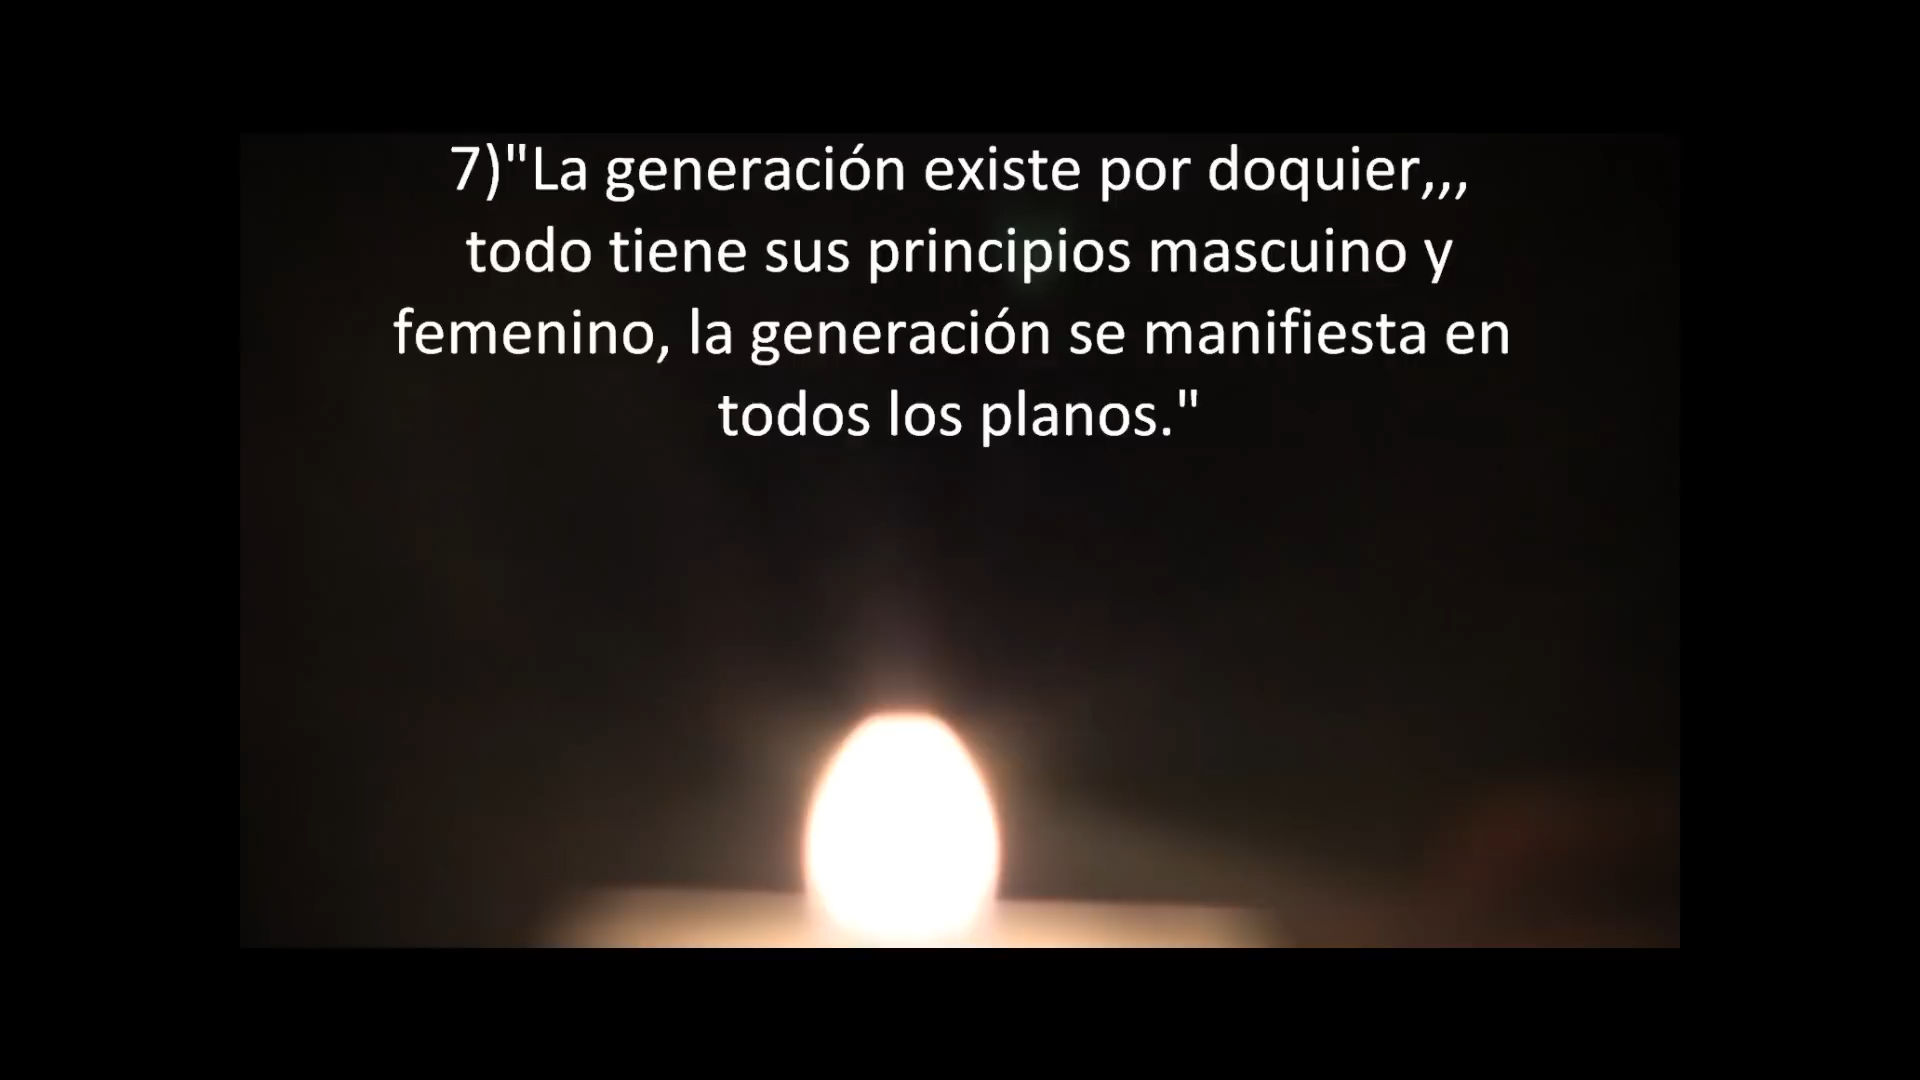 7)"La generación existe por doquier,,,
todo tiene sus principios mascuino y
femenino, la generación se manifiesta en
todos los planos."